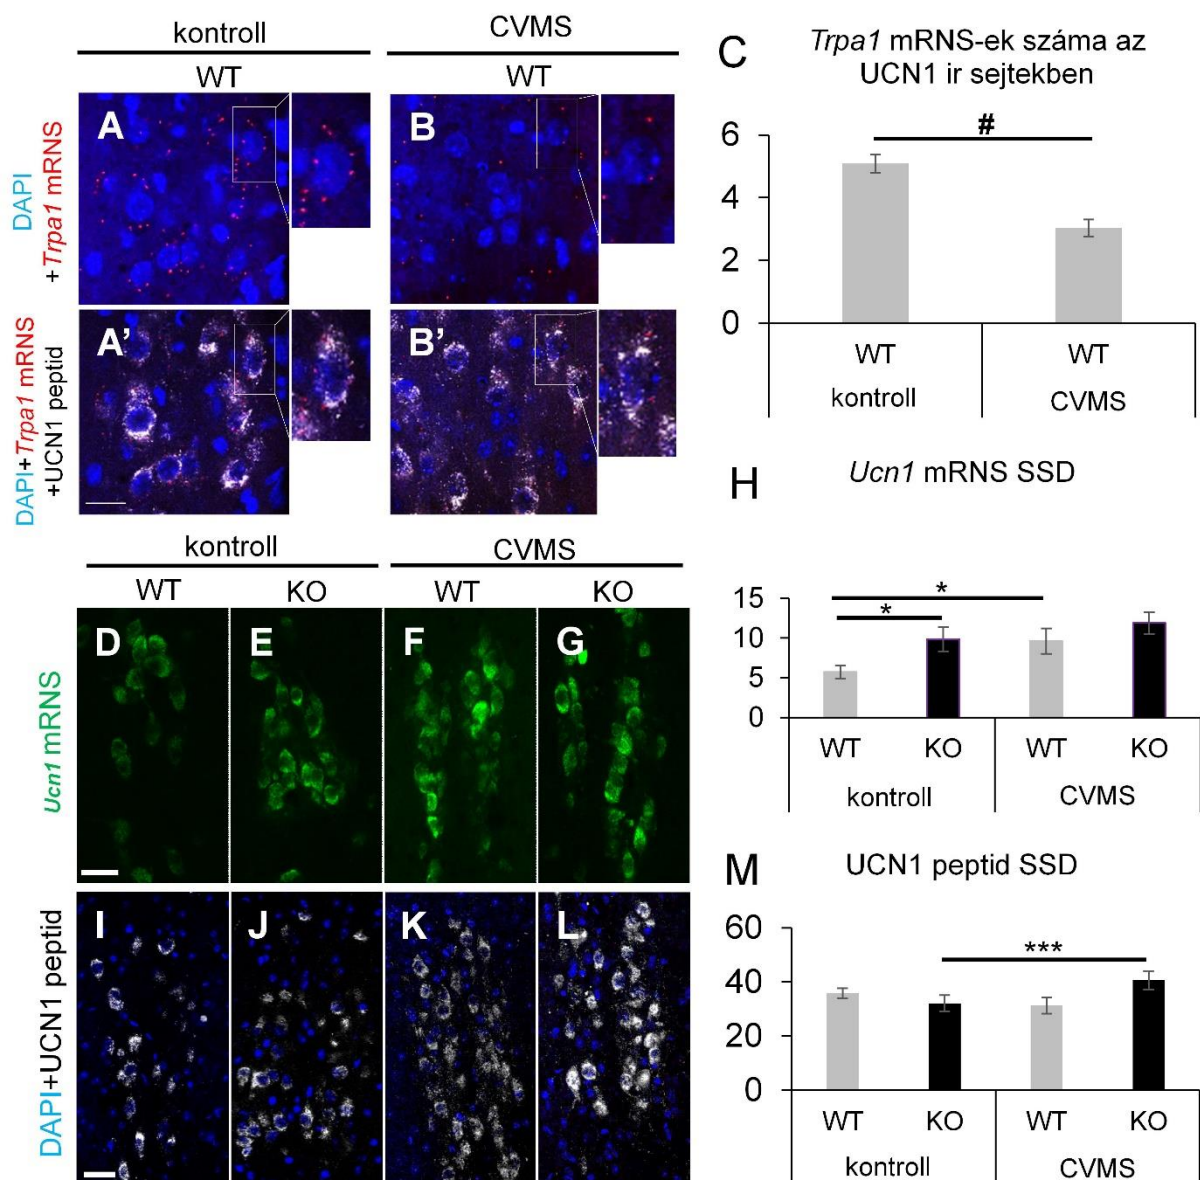 kontroll
CVMS
WT
WT
DAPI
+Trpa1 mRNS
A
B
DAPI+Trpa1 mRNS
+UCN1 peptid
A’
B’
C
Trpa1 mRNS-ek száma az
UCN1 ir sejtekben
6
#
4
2
0
WT
WT
kontroll
CVMS
kontroll
CVMS
WT
KO
WT
KO
Ucn1 mRNS
D
E
F
G
H
Ucn1 mRNS SSD
15
*
*
10
5
0
WT
KO
WT
KO
kontroll
CVMS
DAPI+UCN1 peptid
I
J
K
L
M
UCN1 peptid SSD
60
***
40
20
0
WT
KO
WT
KO
kontroll
CVMS